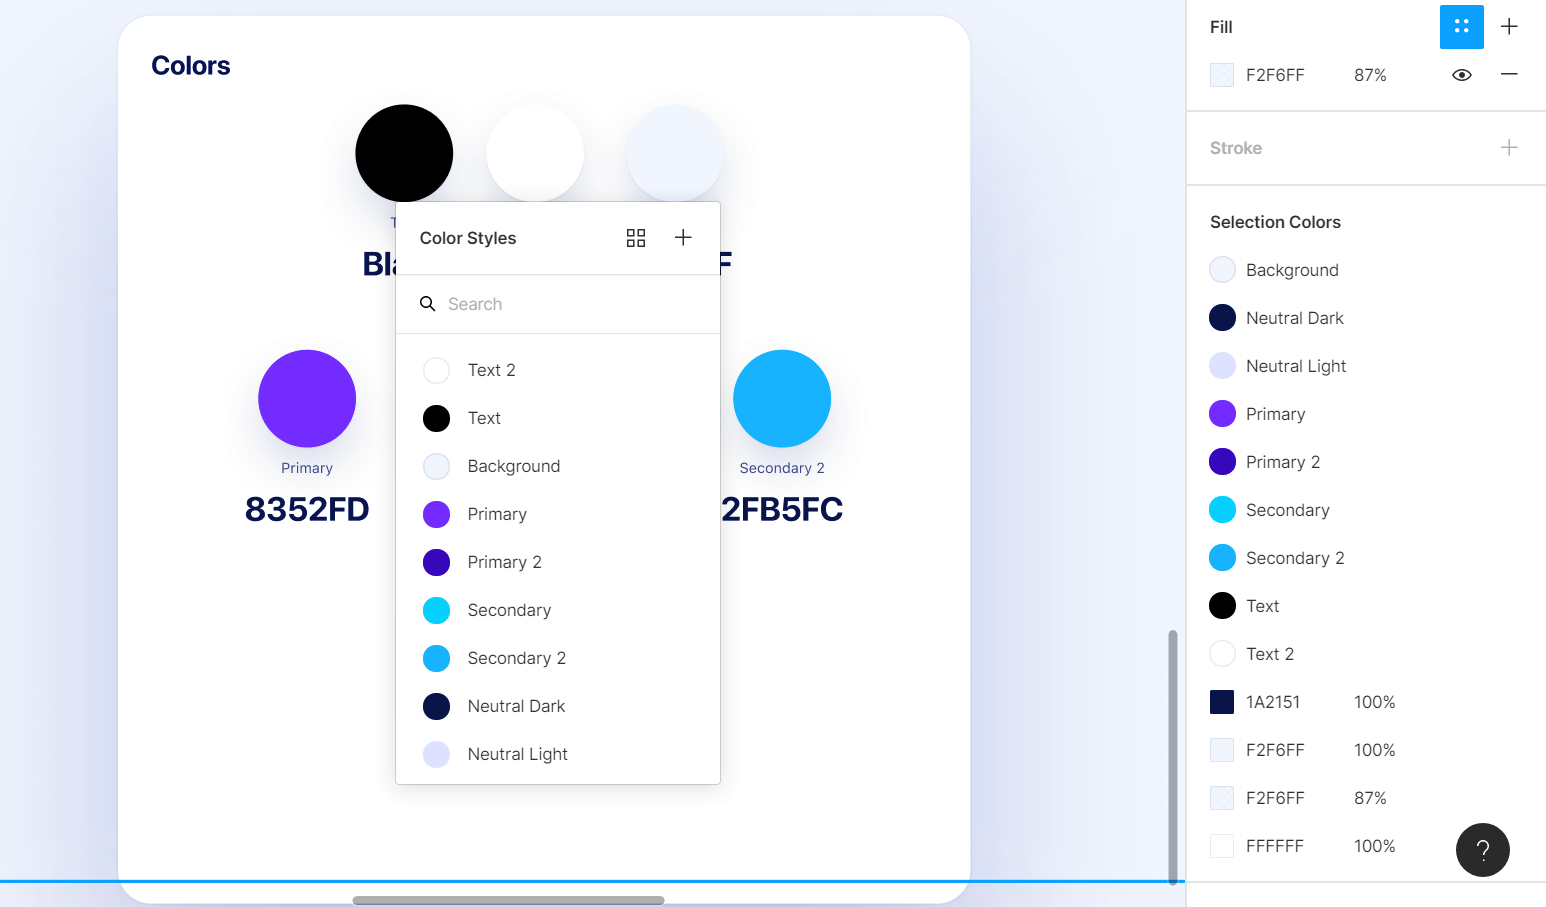 Colors
Color Styles
Search
Text 2
Text
Background
Primary
Primary 2
Secondary
Secondary 2
Neutral Dark
Neutral Light
Primary
8352FD
Secondary 2
2FB5FC
Fill
F2F6FF 87%
Stroke
Selection Colors
Background
Neutral Dark
Neutral Light
Primary
Primary 2
Secondary
Secondary 2
Text
Text 2
1A2151 100%
F2F6FF 100%
F2F6FF 87%
FFFFFF 100%
?